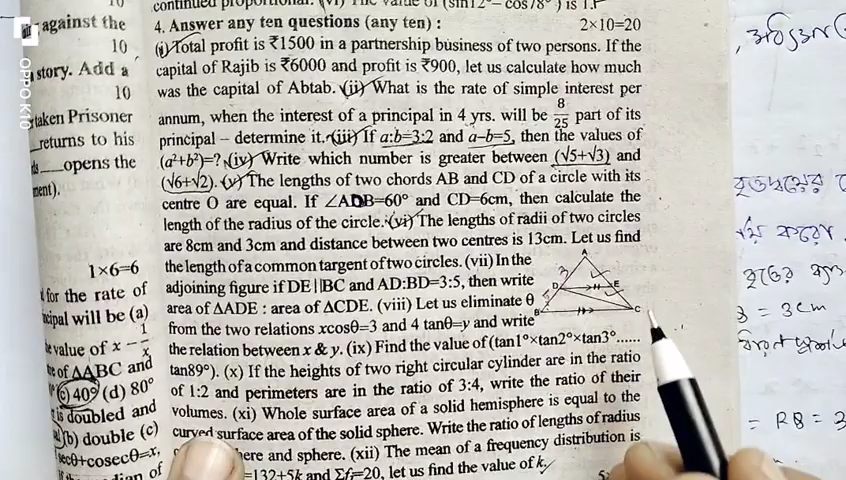 continued proportional. (vi) The value of (sin12°– cos78°) is 1.
4. Answer any ten questions (any ten) : 2×10=20
(i) Total profit is ₹1500 in a partnership business of two persons. If the
capital of Rajib is ₹6000 and profit is ₹900, let us calculate how much
was the capital of Abtab. (ii) What is the rate of simple interest per
annum, when the interest of a principal in 4 yrs. will be 8/25 part of its
principal – determine it. (iii) If a:b=3:2 and a–b=5, then the values of
(a²+b²)=? (iv) Write which number is greater between (√5+√3) and
(√6+√2). (v) The lengths of two chords AB and CD of a circle with its
centre O are equal. If ∠AOB=60° and CD=6cm, then calculate the
length of the radius of the circle. (vi) The lengths of radii of two circles
are 8cm and 3cm and distance between two centres is 13cm. Let us find
the length of a common targent of two circles. (vii) In the
adjoining figure if DE||BC and AD:BD=3:5, then write
area of ΔADE : area of ΔCDE. (viii) Let us eliminate θ
from the two relations xcosθ=3 and 4 tanθ=y and write
the relation between x & y. (ix) Find the value of (tan1°×tan2°×tan3°......
tan89°). (x) If the heights of two right circular cylinder are in the ratio
of 1:2 and perimeters are in the ratio of 3:4, write the ratio of their
volumes. (xi) Whole surface area of a solid hemisphere is equal to the
curved surface area of the solid sphere. Write the ratio of lengths of radius
here and sphere. (xii) The mean of a frequency distribution is
=132+5k and Σf=20, let us find the value of k.
A
D
E
B
C
against the
10
story. Add a
10
taken Prisoner
returns to his
opens the
ment).
1×6=6
for the rate of
cipal will be (a)
value of x – 1/x
of ΔABC and
(c) 40° (d) 80°
is doubled and
(b) double (c)
secθ+cosecθ=x,
OPPO K10
= 3cm